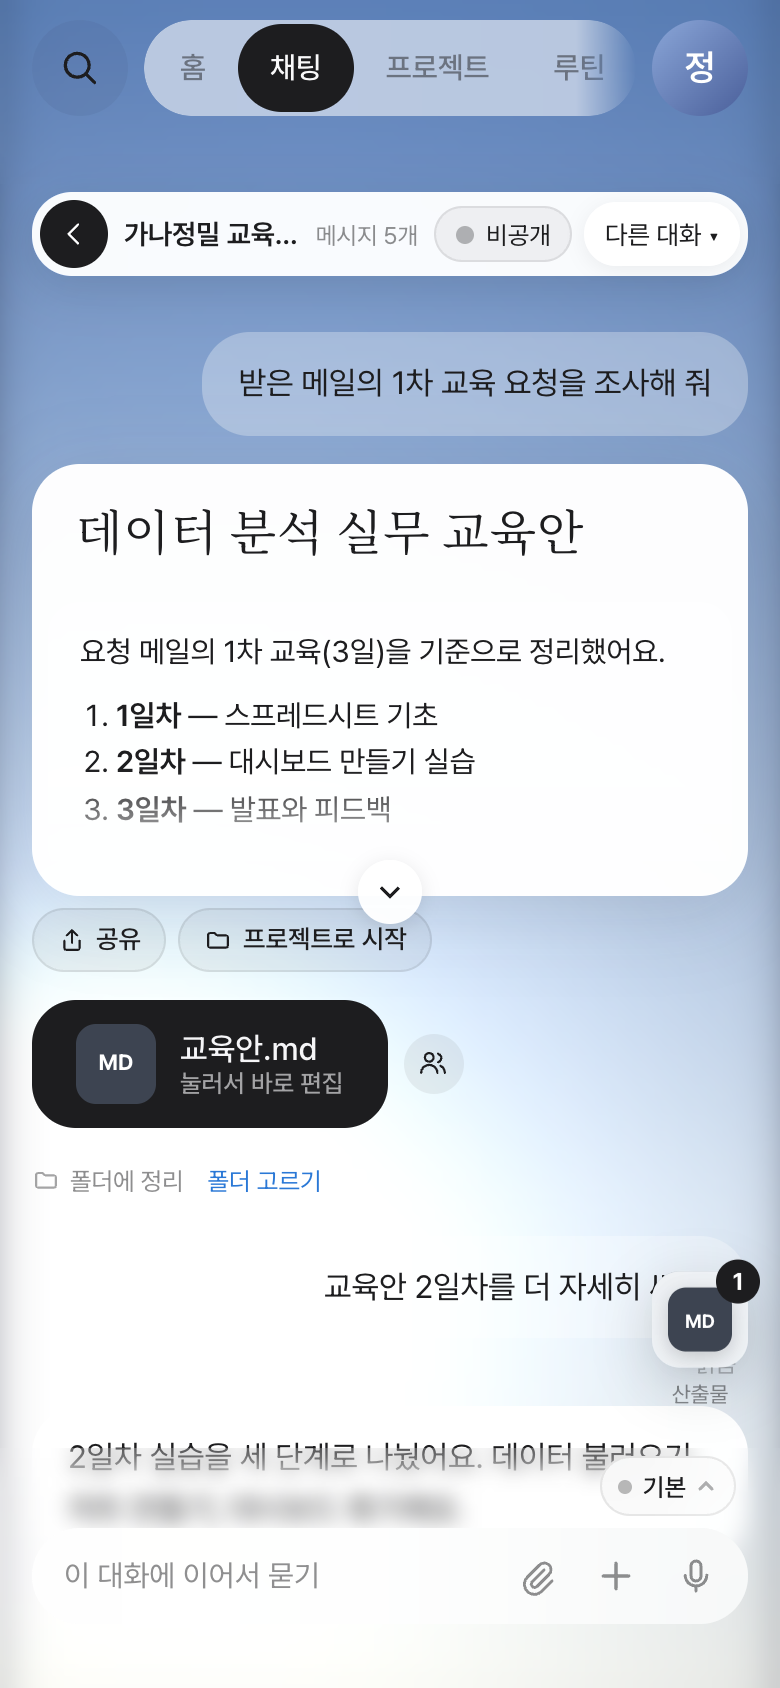 홈 채팅 프로젝트 루틴 정
가나정밀 교육... 메시지 5개 비공개 다른 대화 ▾
받은 메일의 1차 교육 요청을 조사해 줘
데이터 분석 실무 교육안
요청 메일의 1차 교육(3일)을 기준으로 정리했어요.
1. 1일차 — 스프레드시트 기초
2. 2일차 — 대시보드 만들기 실습
3. 3일차 — 발표와 피드백
공유 프로젝트로 시작
MD 교육안.md
눌러서 바로 편집
폴더에 정리 폴더 고르기
교육안 2일차를 더 자세히
1
MD
산출물
2일차 실습을 세 단계로 나눴어요. 데이터 불러오기
기본
이 대화에 이어서 묻기